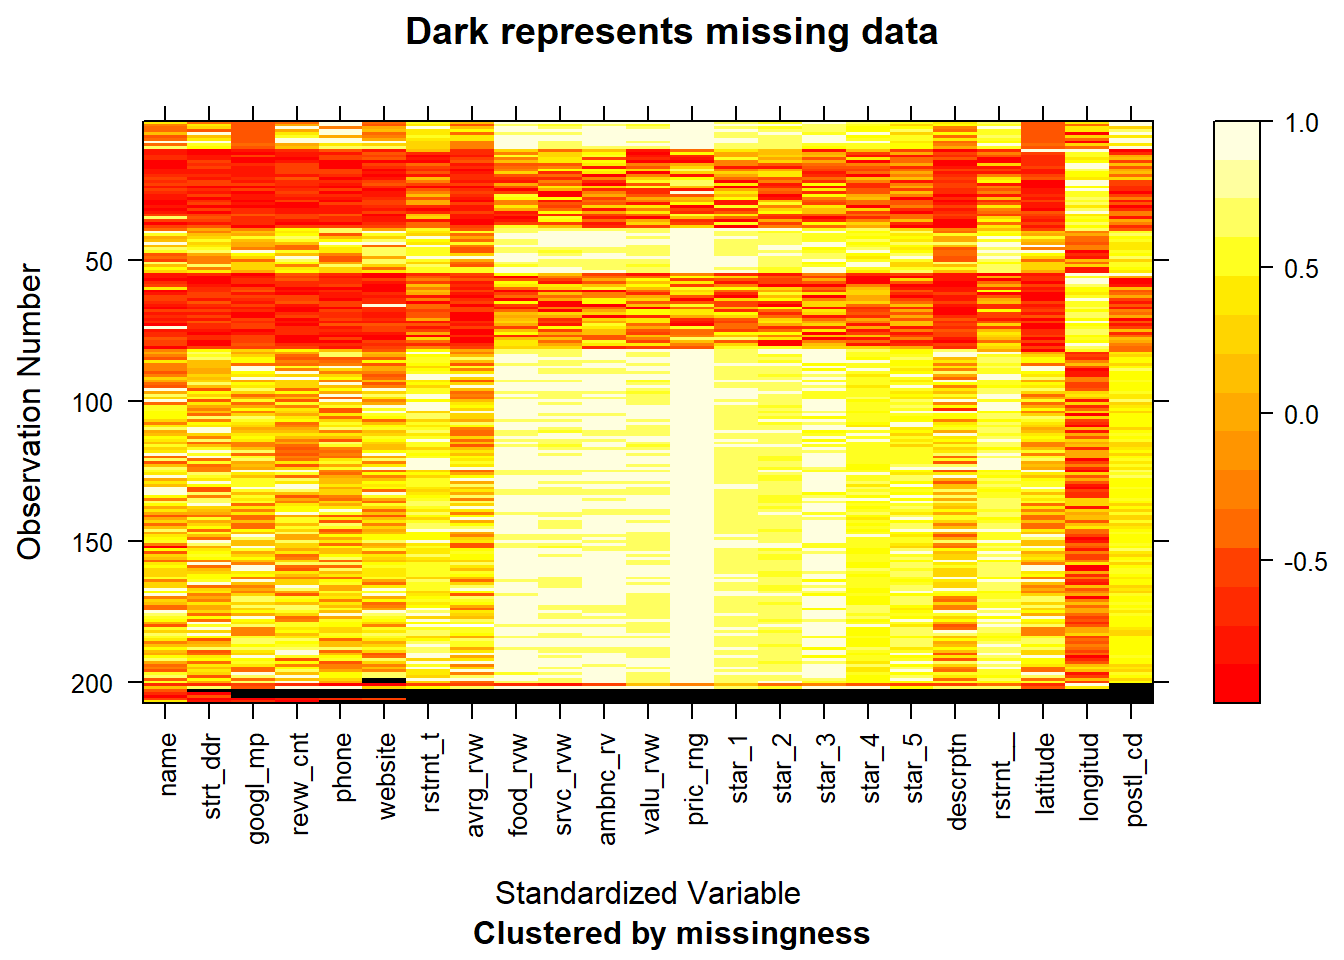 Dark represents missing data
1.0
0.5
0.0
-0.5
Observation Number
50
100
150
200
name
strt_ddr
googl_mp
revw_cnt
phone
website
rstrnt_t
avrg_rvw
food_rvw
srvc_rvw
ambnc_rv
valu_rvw
pric_rng
star_1
star_2
star_3
star_4
star_5
descrptn
rstrnt__
latitude
longitud
postl_cd
Standardized Variable
Clustered by missingness